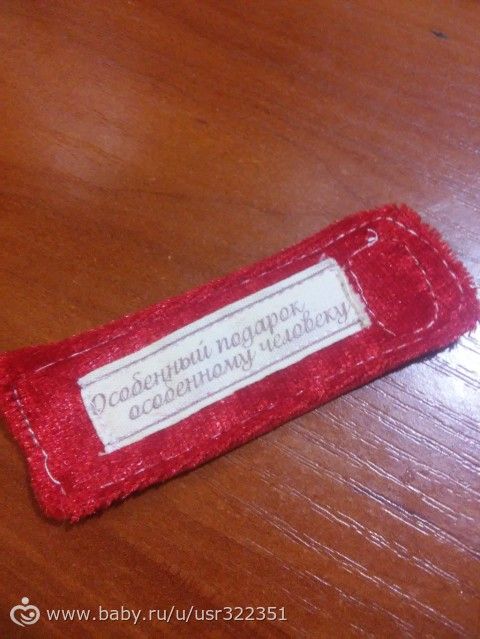 Особенный подарок,
особенному человеку
www.baby.ru/u/usr322351